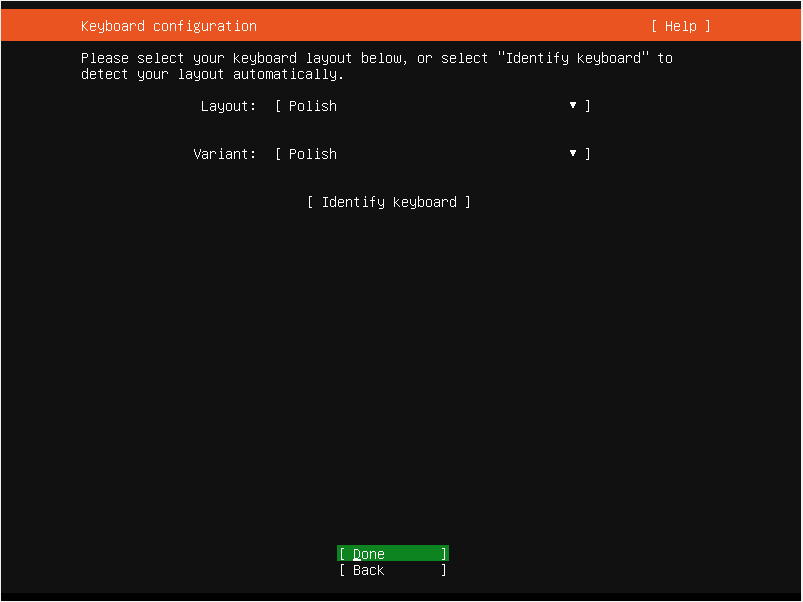 Keyboard configuration [ Help ]
Please select your keyboard layout below, or select "Identify keyboard" to
detect your layout automatically.
Layout: [ Polish ▼ ]
Variant: [ Polish ▼ ]
[ Identify keyboard ]
[ Done ]
[ Back ]